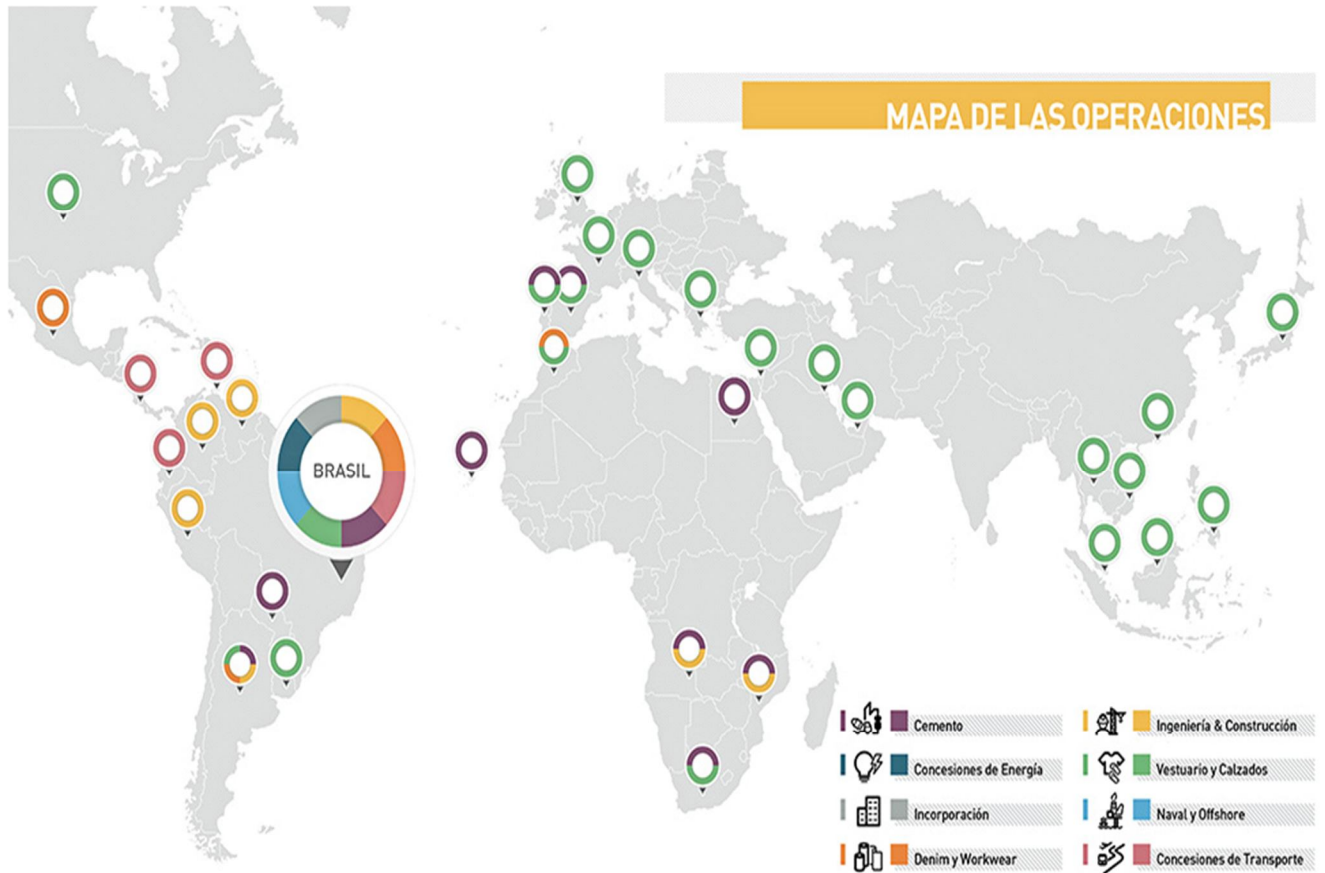 MAPA DE LAS OPERACIONES
BRASIL
Cemento
Concesiones de Energía
Incorporación
Denim y Workwear
Ingeniería & Construcción
Vestuario y Calzados
Naval y Offshore
Concesiones de Transporte